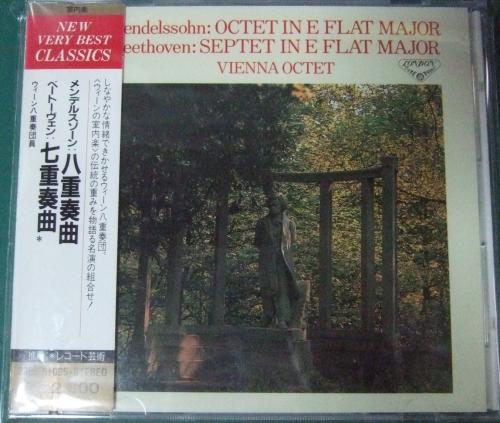 室内楽
NEW
VERY BEST
CLASSICS
メンデルスゾーン:八重奏曲
ベートーヴェン:七重奏曲*
ウィーン八重奏団員
しなやかな情緒できかせるウィーン八重奏団、
〈ウィーンの室内楽〉の伝統の重みを物語る名演の組合せ!
*レコード芸術
STEREO
endelssohn: OCTET IN E FLAT MAJOR
eethoven: SEPTET IN E FLAT MAJOR
VIENNA OCTET
LONDON